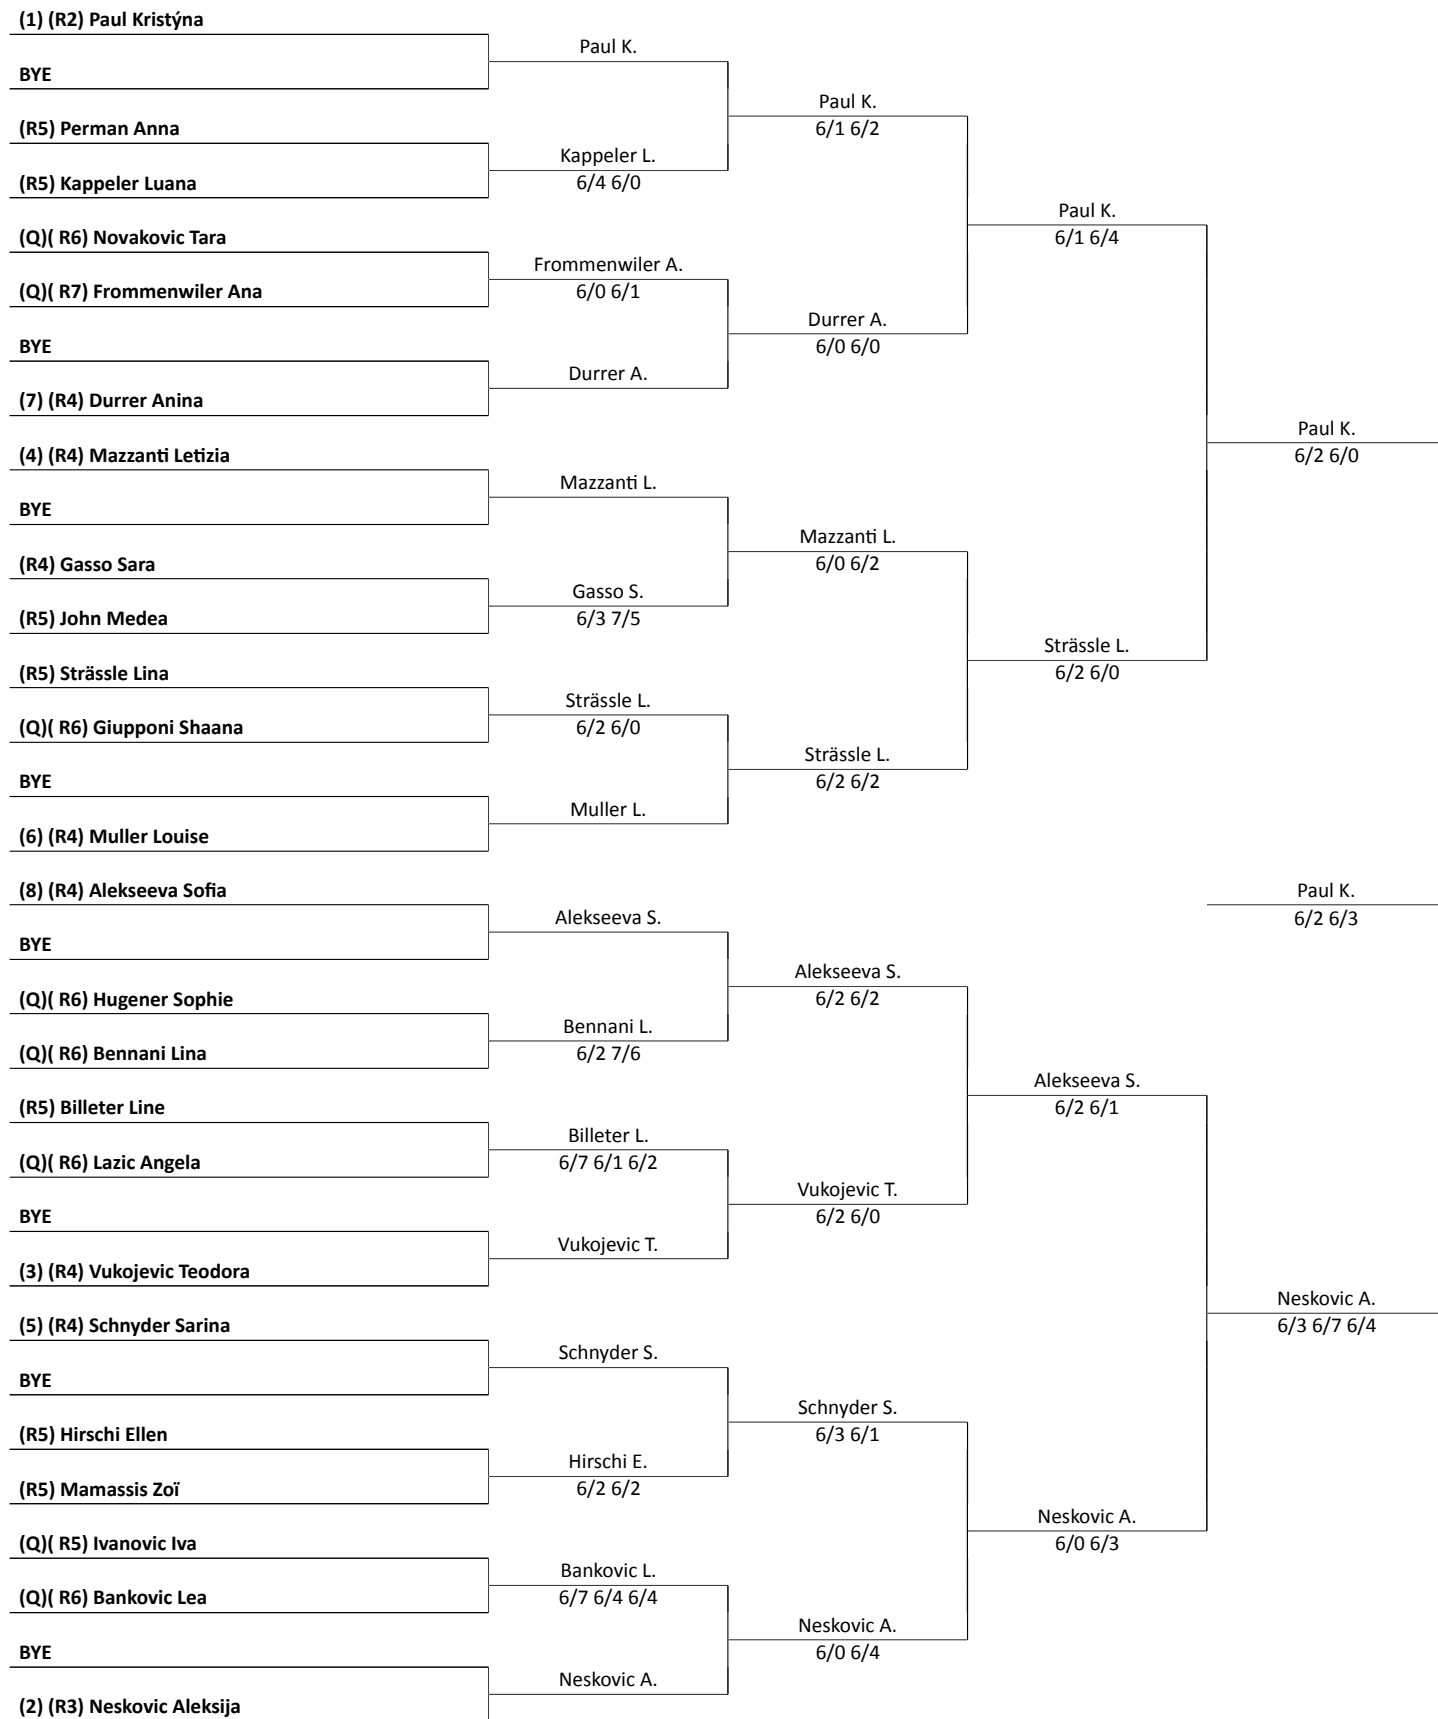 (1) (R2) Paul Kristýna
Paul K.
BYE
Paul K.
6/1 6/2
(R5) Perman Anna
Kappeler L.
6/4 6/0
(R5) Kappeler Luana
Paul K.
6/1 6/4
(Q)( R6) Novakovic Tara
Frommenwiler A.
6/0 6/1
(Q)( R7) Frommenwiler Ana
Durrer A.
6/0 6/0
BYE
Durrer A.
(7) (R4) Durrer Anina
Paul K.
6/2 6/0
(4) (R4) Mazzanti Letizia
Mazzanti L.
BYE
Mazzanti L.
6/0 6/2
(R4) Gasso Sara
Gasso S.
6/3 7/5
(R5) John Medea
Strässle L.
6/2 6/0
(R5) Strässle Lina
Strässle L.
6/2 6/0
(Q)( R6) Giupponi Shaana
Strässle L.
6/2 6/2
BYE
Muller L.
(6) (R4) Muller Louise
(8) (R4) Alekseeva Sofia
Paul K.
6/2 6/3
Alekseeva S.
BYE
Alekseeva S.
6/2 6/2
(Q)( R6) Hugener Sophie
Bennani L.
6/2 7/6
(Q)( R6) Bennani Lina
Alekseeva S.
6/2 6/1
(R5) Billeter Line
Billeter L.
6/7 6/1 6/2
(Q)( R6) Lazic Angela
Vukojevic T.
6/2 6/0
BYE
Vukojevic T.
(3) (R4) Vukojevic Teodora
Neskovic A.
6/3 6/7 6/4
(5) (R4) Schnyder Sarina
Schnyder S.
BYE
Schnyder S.
6/3 6/1
(R5) Hirschi Ellen
Hirschi E.
6/2 6/2
(R5) Mamassis Zoï
Neskovic A.
6/0 6/3
(Q)( R5) Ivanovic Iva
Bankovic L.
6/7 6/4 6/4
(Q)( R6) Bankovic Lea
Neskovic A.
6/0 6/4
BYE
Neskovic A.
(2) (R3) Neskovic Aleksija